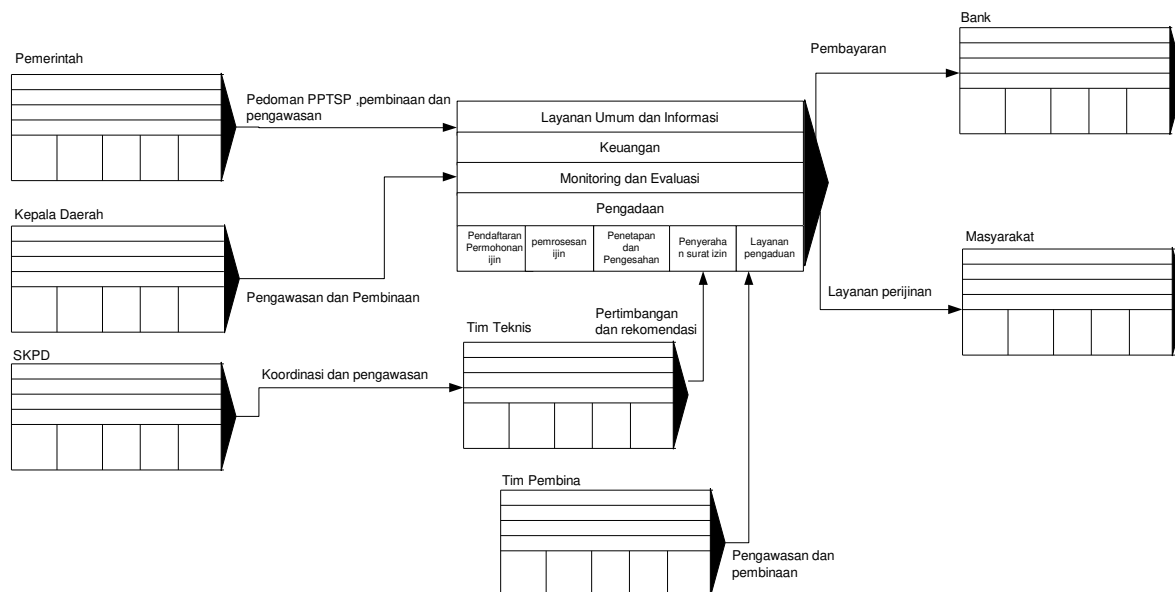 Bank
Pembayaran
Pemerintah
Pedoman PPTSP ,pembinaan dan
pengawasan
Layanan Umum dan Informasi
Keuangan
Monitoring dan Evaluasi
Pengadaan
Pendaftaran
Permohonan
ijin
pemrosesan
ijin
Penetapan
dan
Pengesahan
Penyeraha
n surat izin
Layanan
pengaduan
Kepala Daerah
Pengawasan dan Pembinaan
Masyarakat
Layanan perijinan
Pertimbangan
dan rekomendasi
Tim Teknis
SKPD
Koordinasi dan pengawasan
Tim Pembina
Pengawasan dan
pembinaan